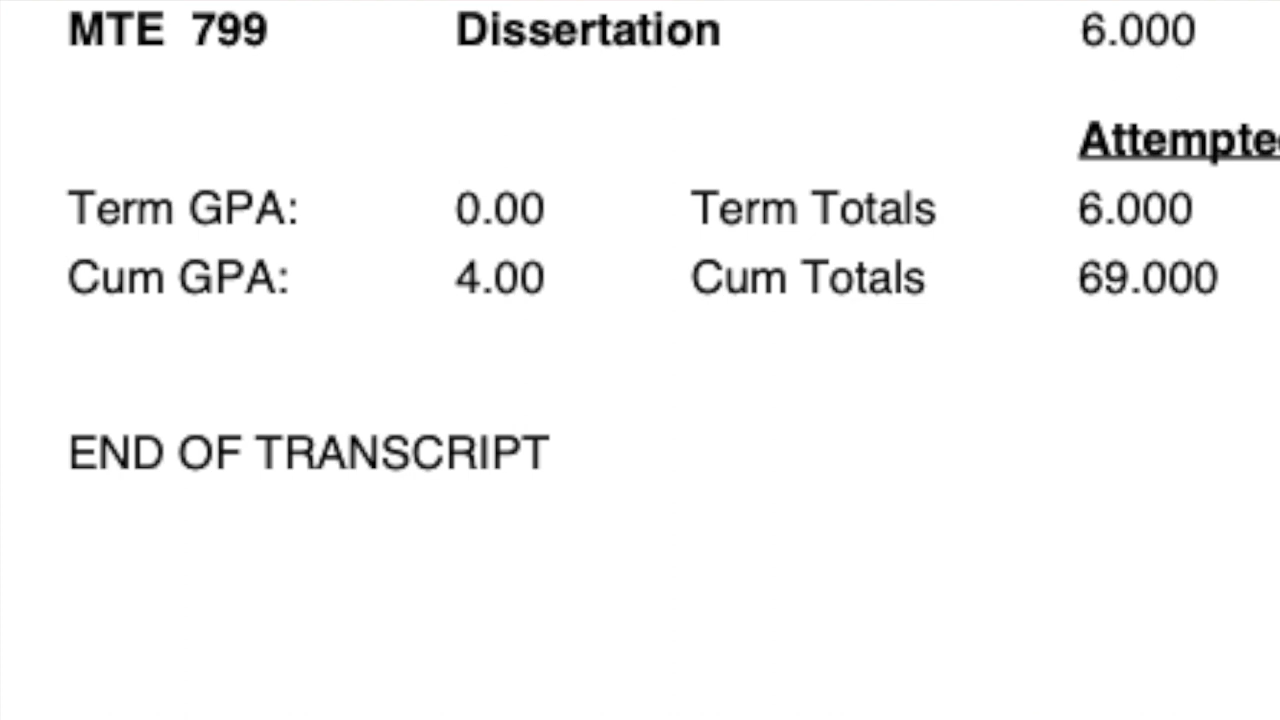 MTE 799 Dissertation 6.000
Term GPA: 0.00 Term Totals 6.000
Cum GPA: 4.00 Cum Totals 69.000
END OF TRANSCRIPT